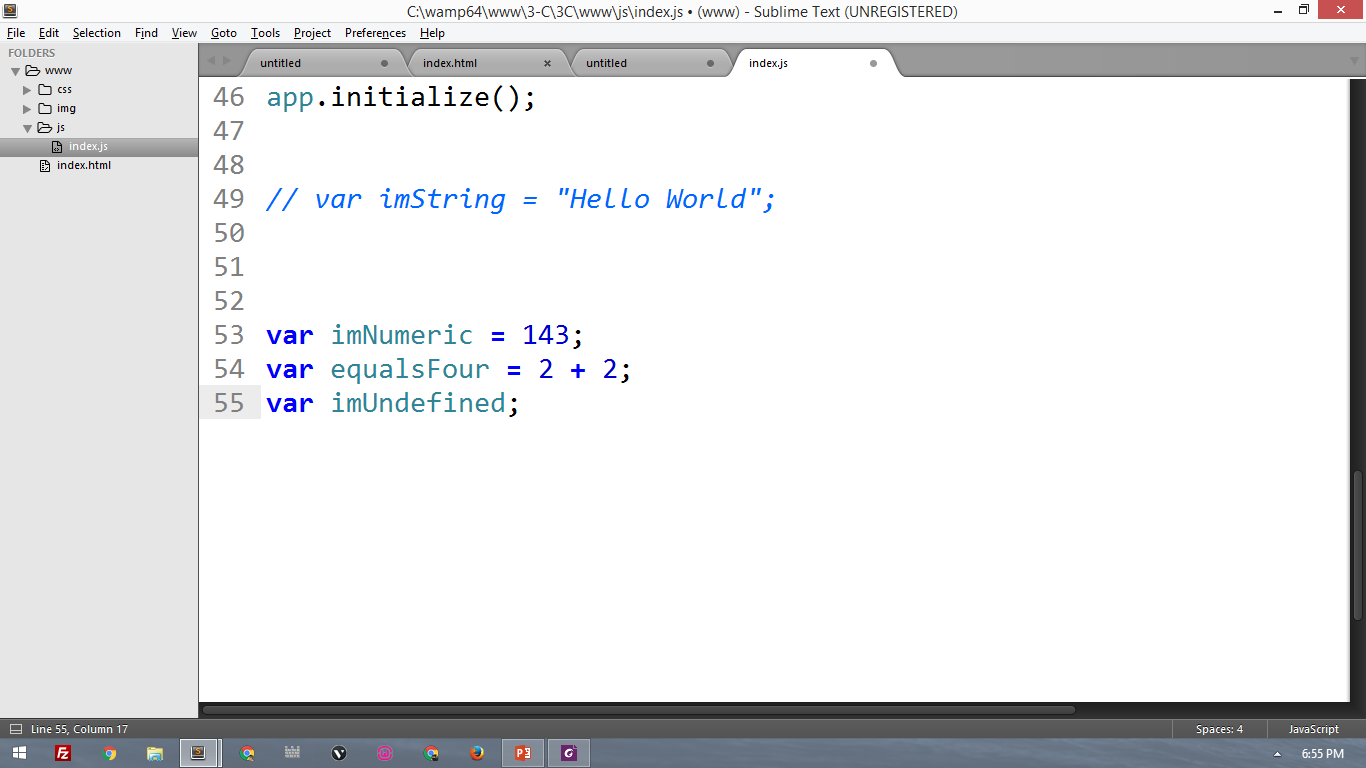 C:\wamp64\www\3-C\3C\www\js\index.js • (www) - Sublime Text (UNREGISTERED)
File Edit Selection Find View Goto Tools Project Preferences Help
FOLDERS
www
css
img
js
index.js
index.html
untitled index.html untitled index.js
46 app.initialize();
47
48
49 // var imString = "Hello World";
50
51
52
53 var imNumeric = 143;
54 var equalsFour = 2 + 2;
55 var imUndefined;
Line 55, Column 17 Spaces: 4 JavaScript
6:55 PM